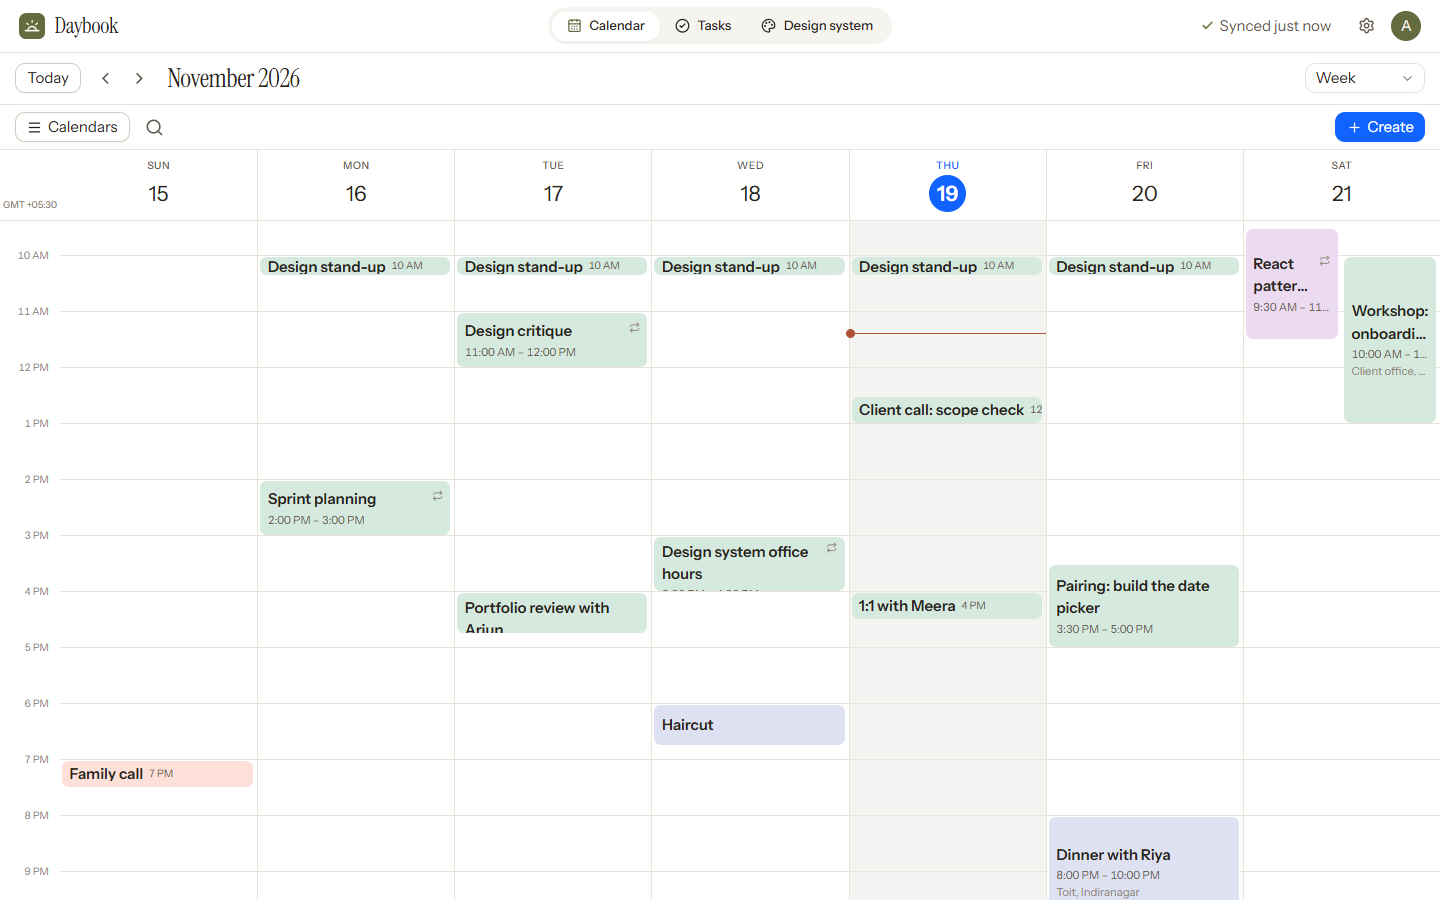 Daybook
Calendar
Tasks
Design system
Synced just now
A
Today
November 2026
Week
Calendars
Create
GMT +05:30
SUN
15
MON
16
TUE
17
WED
18
THU
19
FRI
20
SAT
21
10 AM
11 AM
12 PM
1 PM
2 PM
3 PM
4 PM
5 PM
6 PM
7 PM
8 PM
9 PM
Family call 7 PM
Design stand-up 10 AM
Sprint planning
2:00 PM – 3:00 PM
Design stand-up 10 AM
Design critique
11:00 AM – 12:00 PM
Portfolio review with
Arjun
Design stand-up 10 AM
Design system office
hours
Haircut
Design stand-up 10 AM
Client call: scope check 12
1:1 with Meera 4 PM
Design stand-up 10 AM
Pairing: build the date
picker
3:30 PM – 5:00 PM
Dinner with Riya
8:00 PM – 10:00 PM
Toit, Indiranagar
React
patter...
9:30 AM – 11...
Workshop:
onboardi...
10:00 AM – 1...
Client office, ...